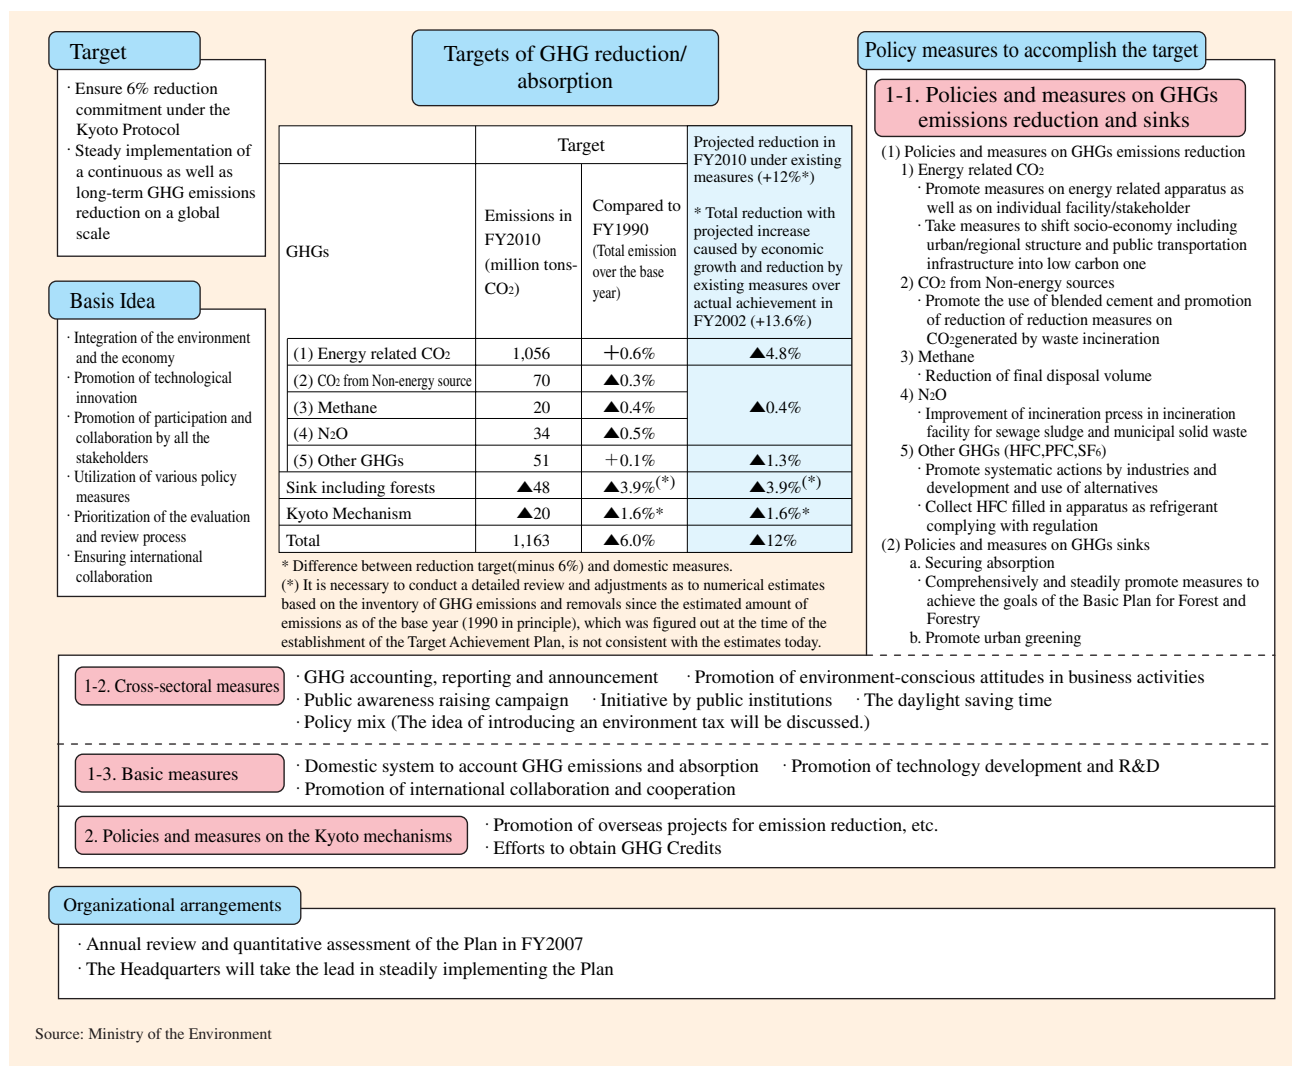 Target
· Ensure 6% reduction
commitment under the
Kyoto Protocol
· Steady implementation of
a continuous as well as
long-term GHG emissions
reduction on a global
scale
Basis Idea
· Integration of the environment
and the economy
· Promotion of technological
innovation
· Promotion of participation and
collaboration by all the
stakeholders
· Utilization of various policy
measures
· Prioritization of the evaluation
and review process
· Ensuring international
collaboration
Targets of GHG reduction/
absorption
GHGs
Target
Emissions in
FY2010
(million tons-
CO2)
Compared to
FY1990
(Total emission
over the base
year)
Projected reduction in
FY2010 under existing
measures (+12%*)
* Total reduction with
projected increase
caused by economic
growth and reduction by
existing measures over
actual achievement in
FY2002 (+13.6%)
(1) Energy related CO2 1,056 +0.6% ▲4.8%
(2) CO2 from Non-energy source 70 ▲0.3%
(3) Methane 20 ▲0.4% ▲0.4%
(4) N2O 34 ▲0.5%
(5) Other GHGs 51 +0.1% ▲1.3%
Sink including forests ▲48 ▲3.9%(*) ▲3.9%(*)
Kyoto Mechanism ▲20 ▲1.6%* ▲1.6%*
Total 1,163 ▲6.0% ▲12%
* Difference between reduction target(minus 6%) and domestic measures.
(*) It is necessary to conduct a detailed review and adjustments as to numerical estimates
based on the inventory of GHG emissions and removals since the estimated amount of
emissions as of the base year (1990 in principle), which was figured out at the time of the
establishment of the Target Achievement Plan, is not consistent with the estimates today.
Policy measures to accomplish the target
1-1. Policies and measures on GHGs
emissions reduction and sinks
(1) Policies and measures on GHGs emissions reduction
1) Energy related CO2
· Promote measures on energy related apparatus as
well as on individual facility/stakeholder
· Take measures to shift socio-economy including
urban/regional structure and public transportation
infrastructure into low carbon one
2) CO2 from Non-energy sources
· Promote the use of blended cement and promotion
of reduction of reduction measures on
CO2generated by waste incineration
3) Methane
· Reduction of final disposal volume
4) N2O
· Improvement of incineration prcess in incineration
facility for sewage sludge and municipal solid waste
5) Other GHGs (HFC,PFC,SF6)
· Promote systematic actions by industries and
development and use of alternatives
· Collect HFC filled in apparatus as refrigerant
complying with regulation
(2) Policies and measures on GHGs sinks
a. Securing absorption
· Comprehensively and steadily promote measures to
achieve the goals of the Basic Plan for Forest and
Forestry
b. Promote urban greening
1-2. Cross-sectoral measures
· GHG accounting, reporting and announcement · Promotion of environment-conscious attitudes in business activities
· Public awareness raising campaign · Initiative by public institutions · The daylight saving time
· Policy mix (The idea of introducing an environment tax will be discussed.)
1-3. Basic measures
· Domestic system to account GHG emissions and absorption · Promotion of technology development and R&D
· Promotion of international collaboration and cooperation
2. Policies and measures on the Kyoto mechanisms
· Promotion of overseas projects for emission reduction, etc.
· Efforts to obtain GHG Credits
Organizational arrangements
· Annual review and quantitative assessment of the Plan in FY2007
· The Headquarters will take the lead in steadily implementing the Plan
Source: Ministry of the Environment